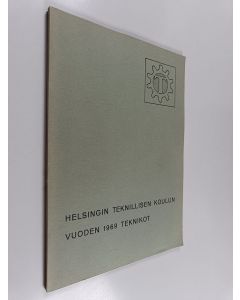 HELSINGIN TEKNILLISEN KOULUN
VUODEN 1969 TEKNIKOT